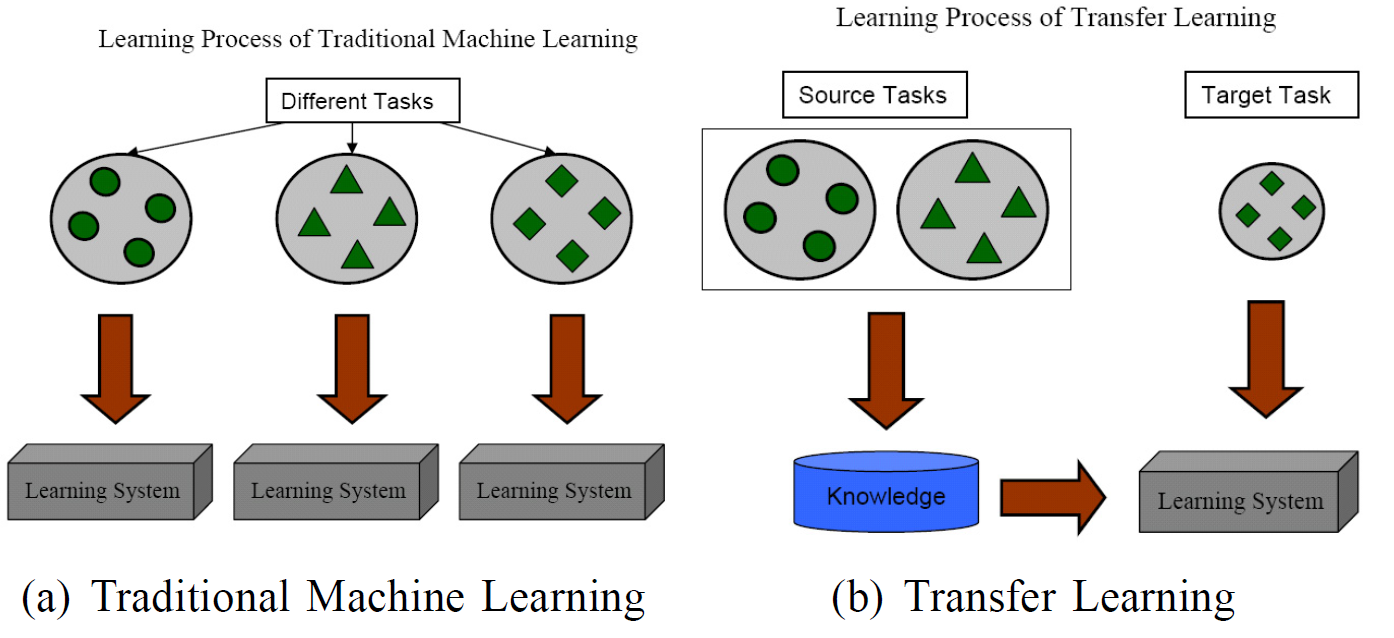 Learning Process of Traditional Machine Learning
Different Tasks
Learning System
Learning System
Learning System
(a) Traditional Machine Learning
Learning Process of Transfer Learning
Source Tasks
Target Task
Knowledge
Learning System
(b) Transfer Learning